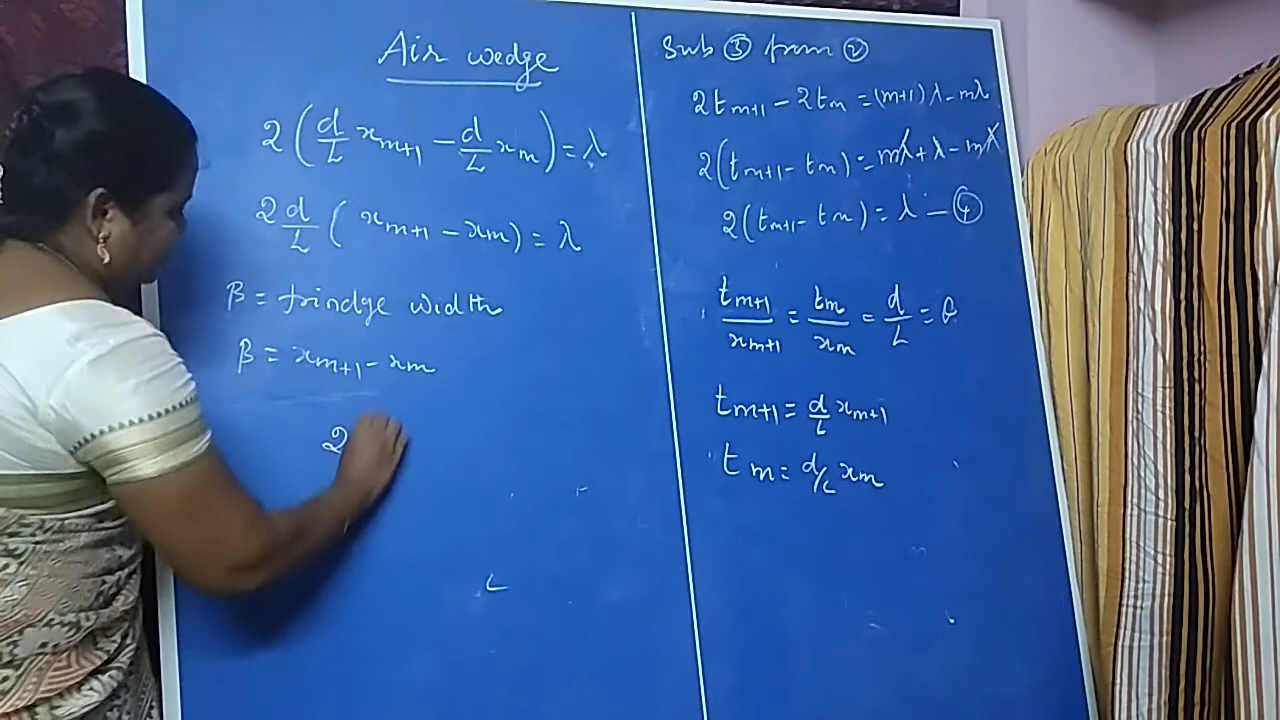 Air wedge
2(d/L x_{m+1} - d/L x_m) = λ
2 d/L (x_{m+1} - x_m) = λ
β = frindge width
β = x_{m+1} - x_m
2
L
Sub ③ from ②
2t_{m+1} - 2t_m = (m+1)λ - mλ
2(t_{m+1} - t_m) = mλ + λ - mλ
2(t_{m+1} - t_m) = λ - ④
t_{m+1}/x_{m+1} = t_m/x_m = d/L = θ
t_{m+1} = d/L x_{m+1}
t_m = d/L x_m